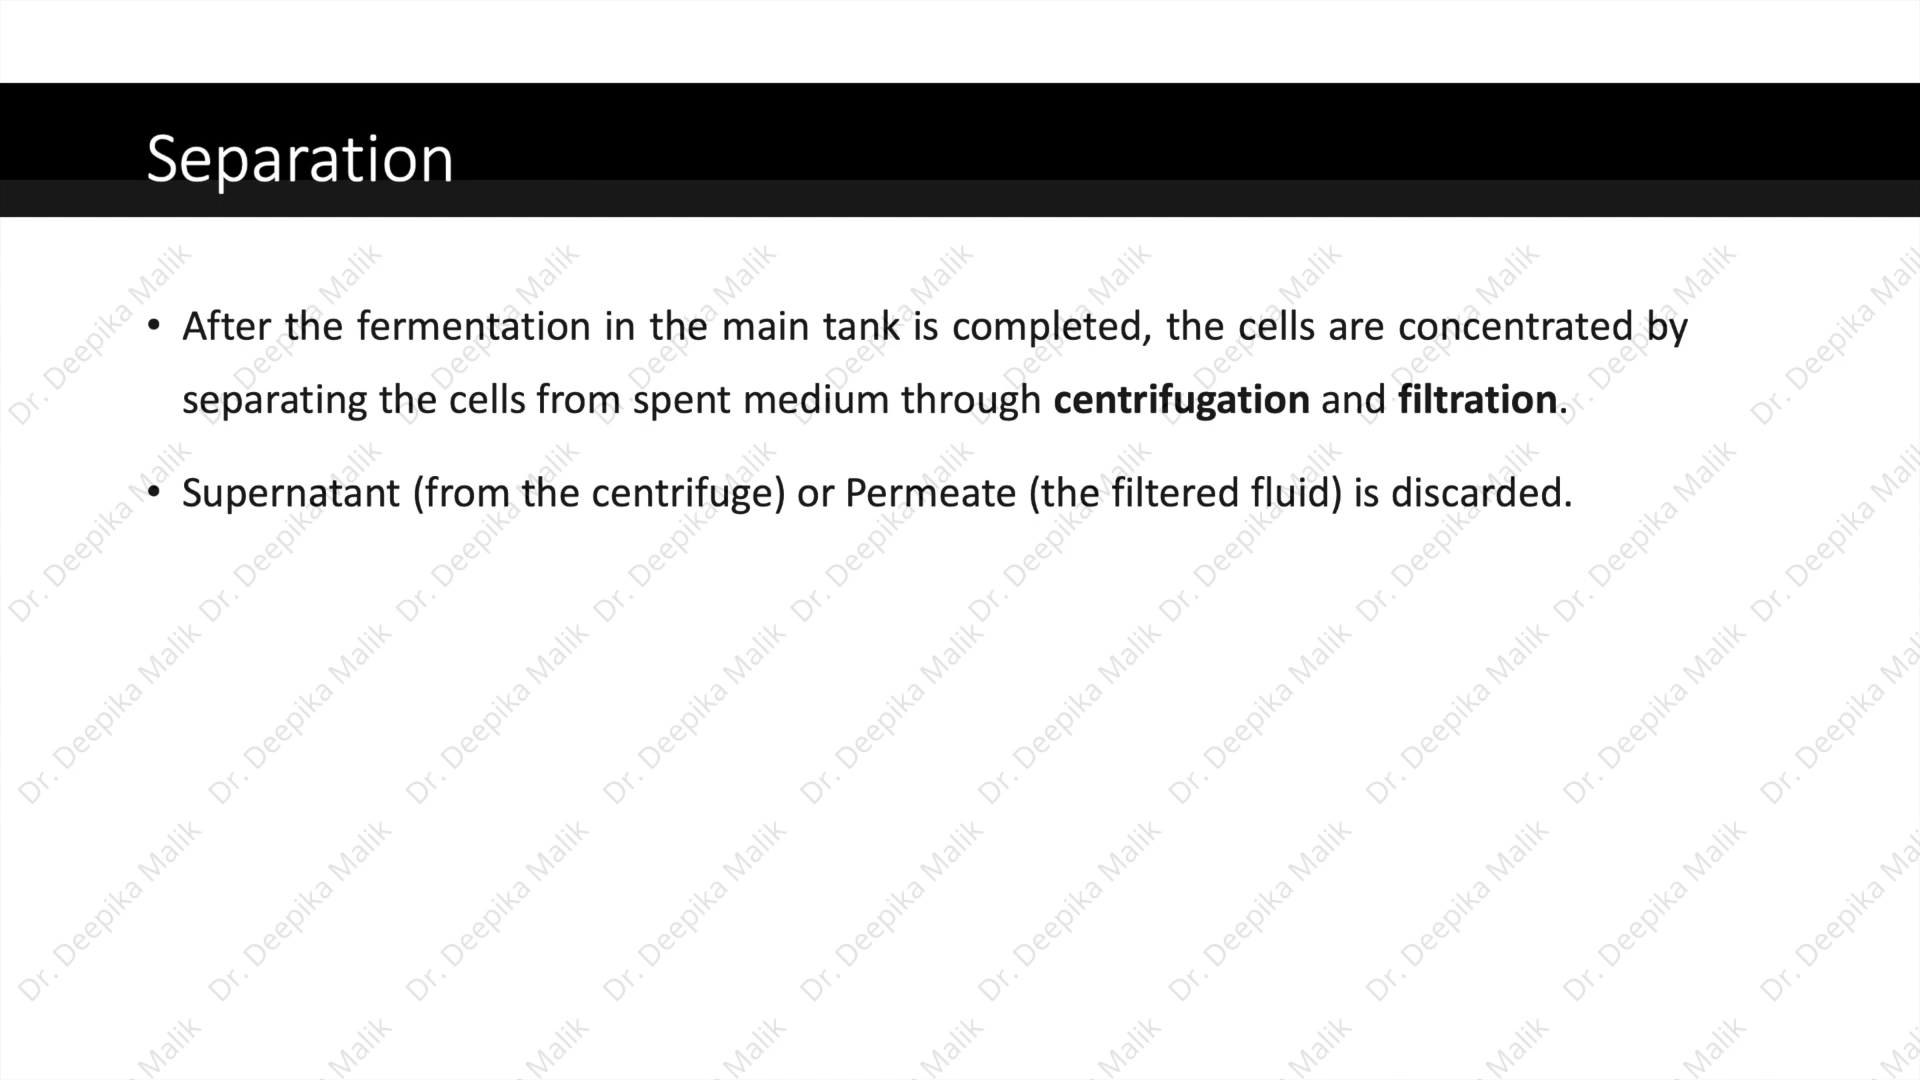 Separation
• After the fermentation in the main tank is completed, the cells are concentrated by
separating the cells from spent medium through centrifugation and filtration.
• Supernatant (from the centrifuge) or Permeate (the filtered fluid) is discarded.
Dr. Deepika Malik